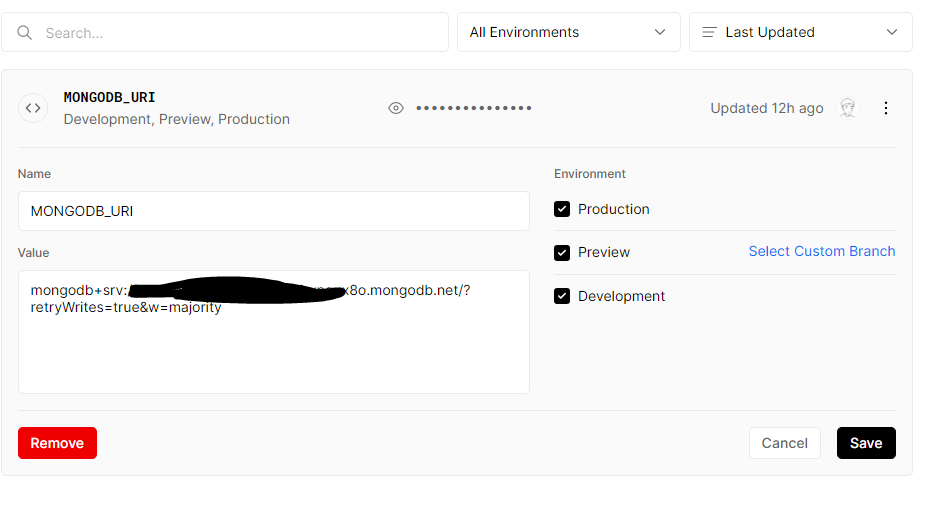 Search...
All Environments
Last Updated
MONGODB_URI
Development, Preview, Production
•••••••••••••••
Updated 12h ago
Name
Environment
MONGODB_URI
Production
Value
Preview
Select Custom Branch
mongodb+srv:/ x8o.mongodb.net/?
retryWrites=true&w=majority
Development
Remove
Cancel
Save